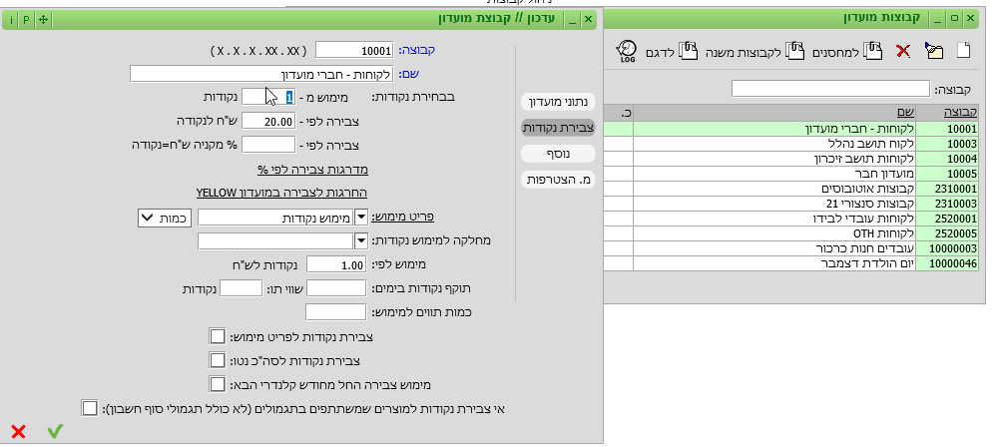 קבוצות מועדון
למחסנים
לקבוצות משנה
לדגם
LOG
קבוצה:
קבוצה שם כ.
10001 לקוחות - חברי מועדון
10003 לקוח תושב נהלל
10004 לקוחות תושב זיכרון
10005 מועדון חבר
2310001 קבוצות אוטובוסים
2310003 קבוצות סנצורי 21
2520001 לקוחות עובדי לבידו
2520005 לקוחות OTH
10000003 עובדים חנות כרכור
10000046 יום הולדת דצמבר
עדכון // קבוצת מועדון
P i
נתוני מועדון
צבירת נקודות
נוסף
מ. הצטרפות
קבוצה: 10001 (X.X.X.XX.XX)
שם: לקוחות - חברי מועדון
בבחירת נקודות: מימוש מ - 1 נקודות
צבירה לפי - 20.00 ש"ח לנקודה
צבירה לפי - % מקניה ש"ח=נקודה
מדרגות צבירה לפי %
החרגות לצבירה במועדון YELLOW
פריט מימוש: מימוש נקודות כמות
מחלקה למימוש נקודות:
מימוש לפי: 1.00 נקודות לש"ח
תוקף נקודות בימים: שווי תו: נקודות
כמות תווים למימוש:
צבירת נקודות לפריט מימוש:
צבירת נקודות לסה"כ נטו:
מימוש צבירה החל מחודש קלנדרי הבא:
אי צבירת נקודות למוצרים שמשתתפים בתגמולים (לא כולל תגמולי סוף חשבון):